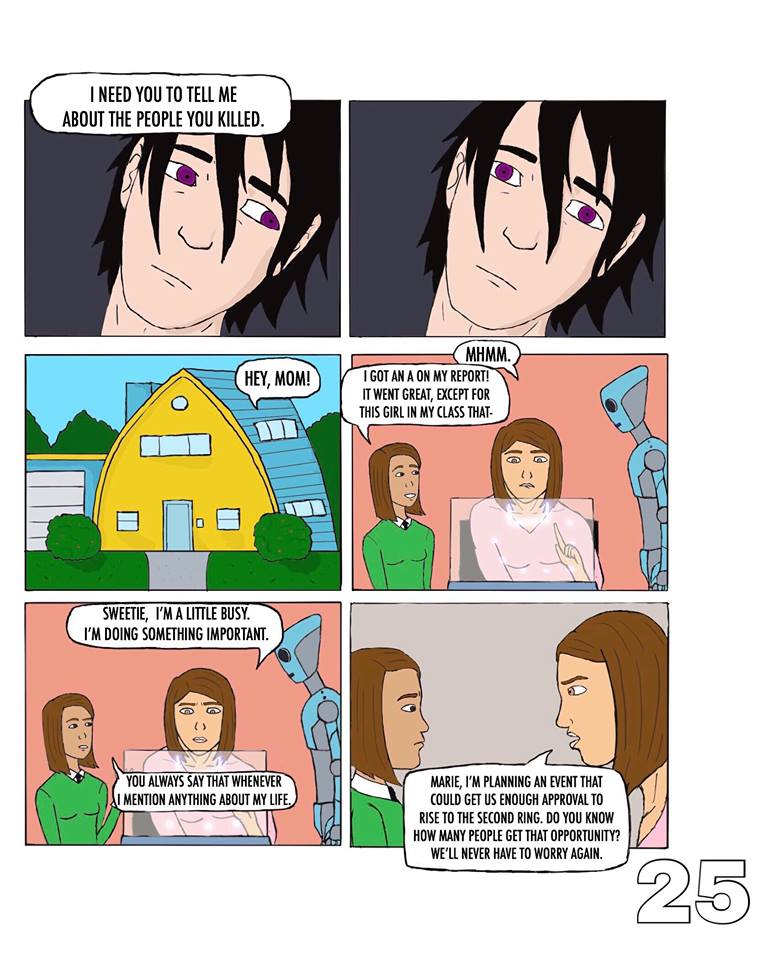 I NEED YOU TO TELL ME
ABOUT THE PEOPLE YOU KILLED.
HEY, MOM!
MHMM.
I GOT AN A ON MY REPORT!
IT WENT GREAT, EXCEPT FOR
THIS GIRL IN MY CLASS THAT-
SWEETIE, I'M A LITTLE BUSY.
I'M DOING SOMETHING IMPORTANT.
YOU ALWAYS SAY THAT WHENEVER
I MENTION ANYTHING ABOUT MY LIFE.
MARIE, I'M PLANNING AN EVENT THAT
COULD GET US ENOUGH APPROVAL TO
RISE TO THE SECOND RING. DO YOU KNOW
HOW MANY PEOPLE GET THAT OPPORTUNITY?
WE'LL NEVER HAVE TO WORRY AGAIN.
25